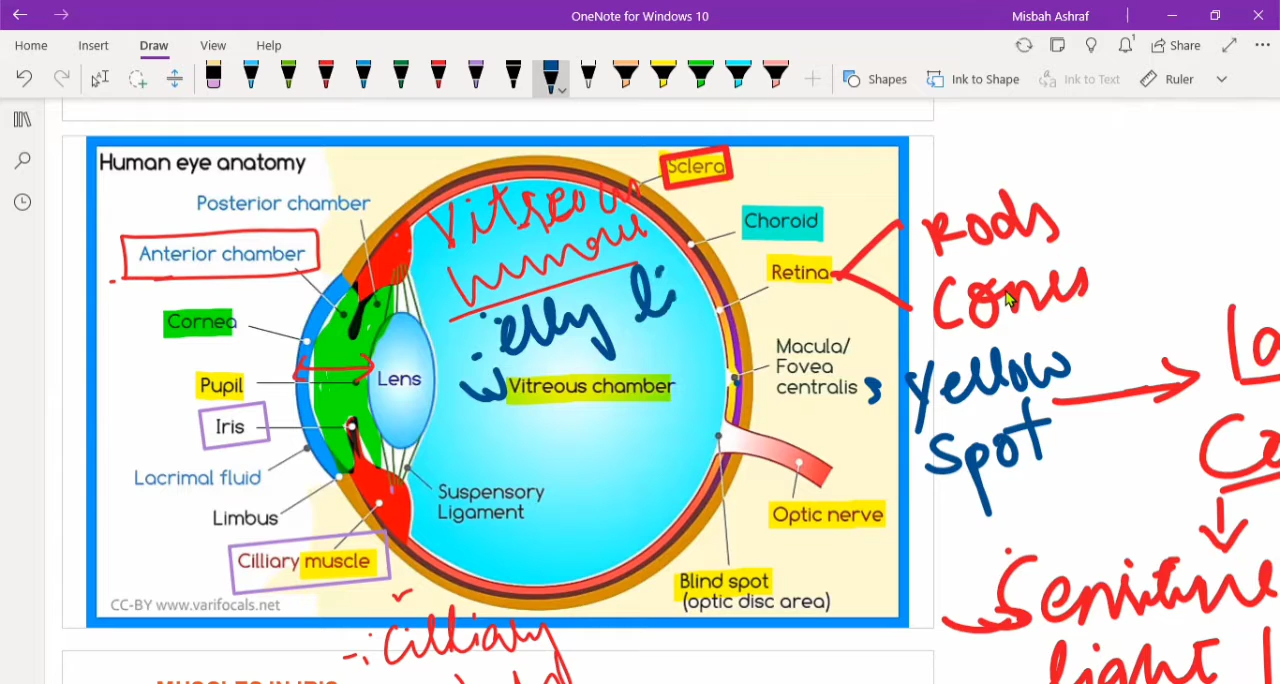 OneNote for Windows 10
Misbah Ashraf
Home Insert Draw View Help
Share
Shapes Ink to Shape Ink to Text Ruler
Human eye anatomy
Posterior chamber
Anterior chamber
Cornea
Pupil
Iris
Lacrimal fluid
Limbus
Cilliary muscle
CC-BY www.varifocals.net
Lens
Suspensory
Ligament
Vitreous
humour
jelly li
Vitreous chamber
Sclera
Choroid
Retina
Rods
Cones
Macula/
Fovea
centralis
Yellow
Spot
Optic nerve
Blind spot
(optic disc area)
light
Cilliary
MUSCLES IN IRIS